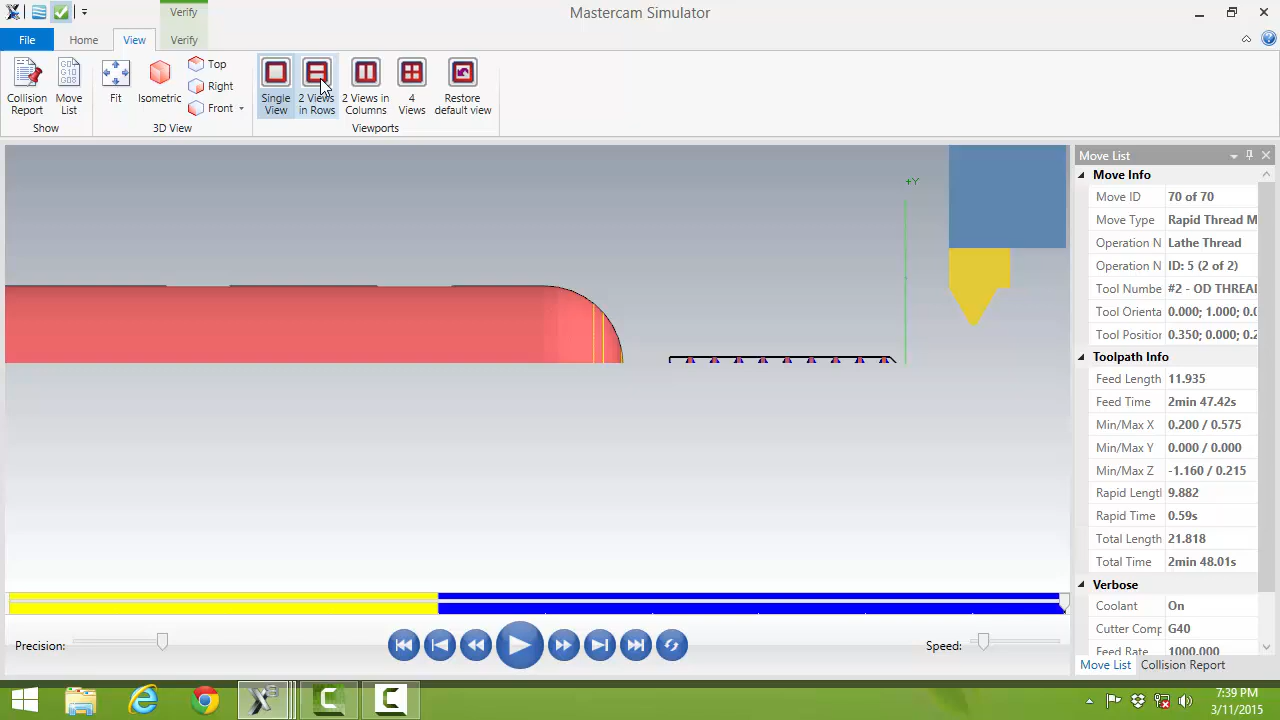 Verify
Mastercam Simulator
File
Home
View
Verify
Collision Report
Move List
Fit
Isometric
Top
Right
Front
Single View
2 Views in Rows
2 Views in Columns
4 Views
Restore default view
Show
3D View
Viewports
+Y
Move List
Move Info
Move ID 70 of 70
Move Type Rapid Thread M
Operation N Lathe Thread
Operation N ID: 5 (2 of 2)
Tool Number #2 - OD THREA
Tool Orienta 0.000; 1.000; 0.0
Tool Position 0.350; 0.000; 0.2
Toolpath Info
Feed Length 11.935
Feed Time 2min 47.42s
Min/Max X 0.200 / 0.575
Min/Max Y 0.000 / 0.000
Min/Max Z -1.160 / 0.215
Rapid Length 9.882
Rapid Time 0.59s
Total Length 21.818
Total Time 2min 48.01s
Verbose
Coolant On
Cutter Comp G40
Feed Rate 1000.000
Precision:
Speed:
Move List
Collision Report
7:39 PM
3/11/2015